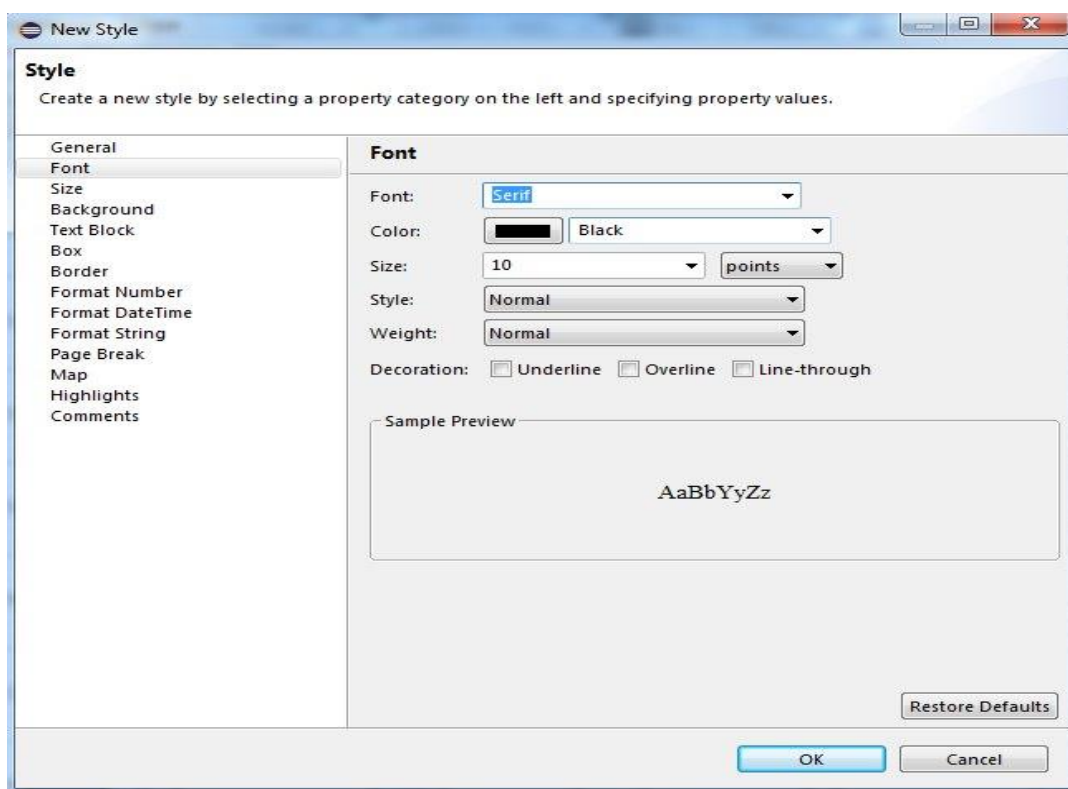 New Style
Style
Create a new style by selecting a property category on the left and specifying property values.
General
Font
Size
Background
Text Block
Box
Border
Format Number
Format DateTime
Format String
Page Break
Map
Highlights
Comments
Font
Font: Serif
Color: Black
Size: 10 points
Style: Normal
Weight: Normal
Decoration: Underline Overline Line-through
Sample Preview
AaBbYyZz
Restore Defaults
OK Cancel